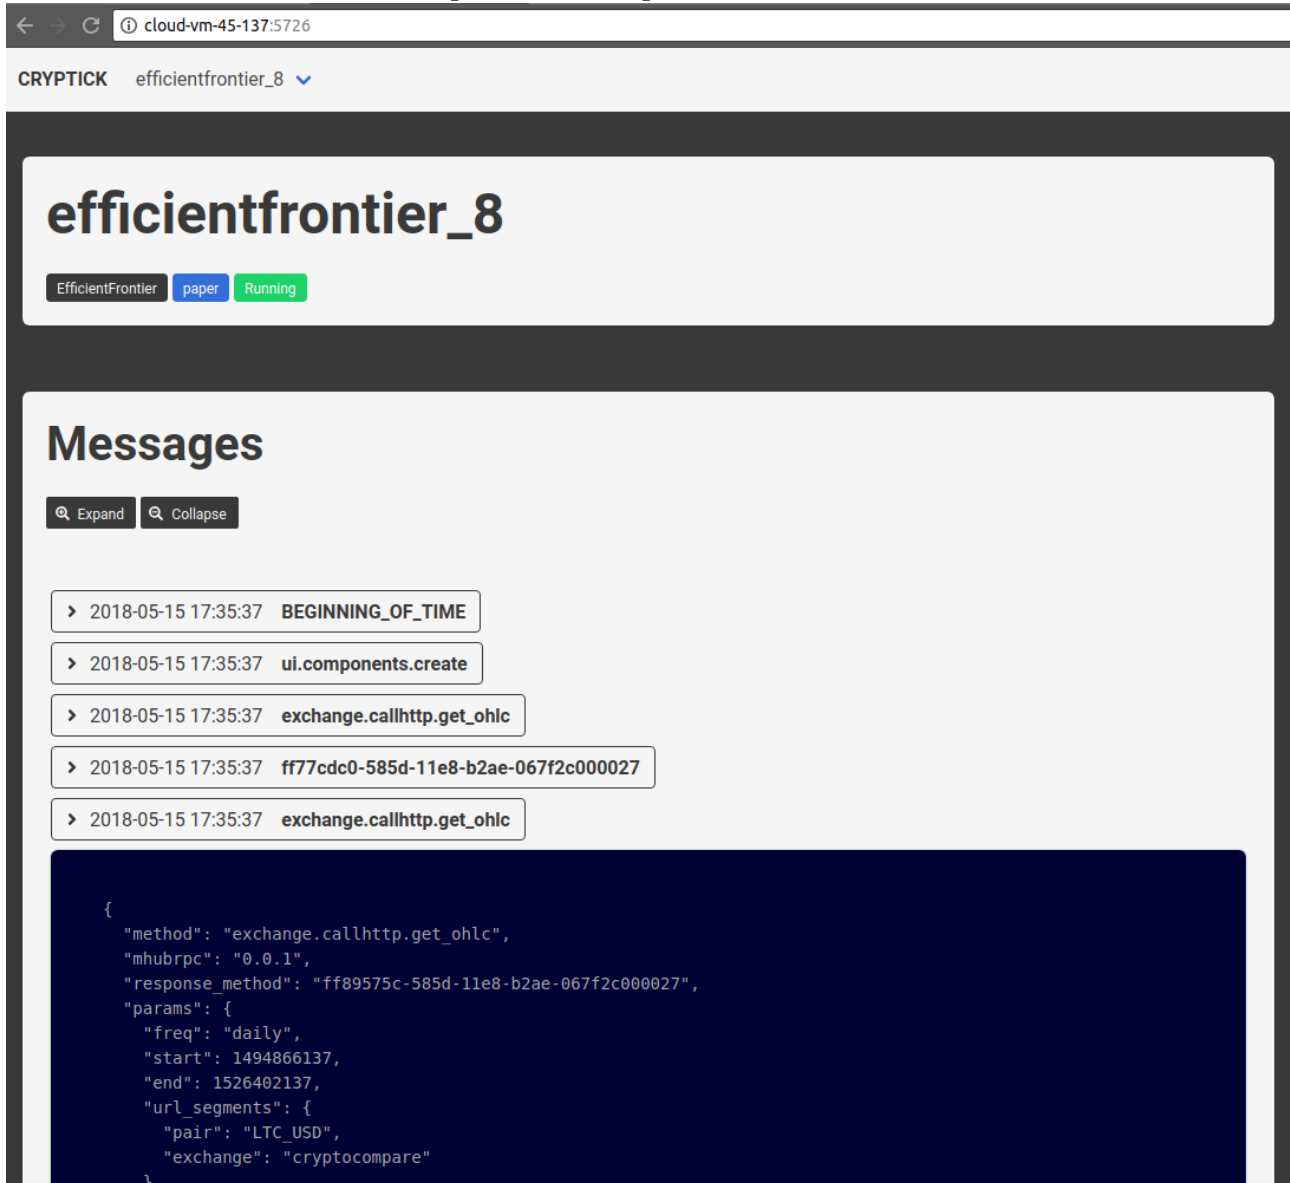 cloud-vm-45-137:5726
CRYPTICK efficientfrontier_8
efficientfrontier_8
EfficientFrontier paper Running
Messages
Expand Collapse
2018-05-15 17:35:37 BEGINNING_OF_TIME
2018-05-15 17:35:37 ui.components.create
2018-05-15 17:35:37 exchange.callhttp.get_ohlc
2018-05-15 17:35:37 ff77cdc0-585d-11e8-b2ae-067f2c000027
2018-05-15 17:35:37 exchange.callhttp.get_ohlc
{
"method": "exchange.callhttp.get_ohlc",
"mhubrpc": "0.0.1",
"response_method": "ff89575c-585d-11e8-b2ae-067f2c000027",
"params": {
"freq": "daily",
"start": 1494866137,
"end": 1526402137,
"url_segments": {
"pair": "LTC_USD",
"exchange": "cryptocompare"
}